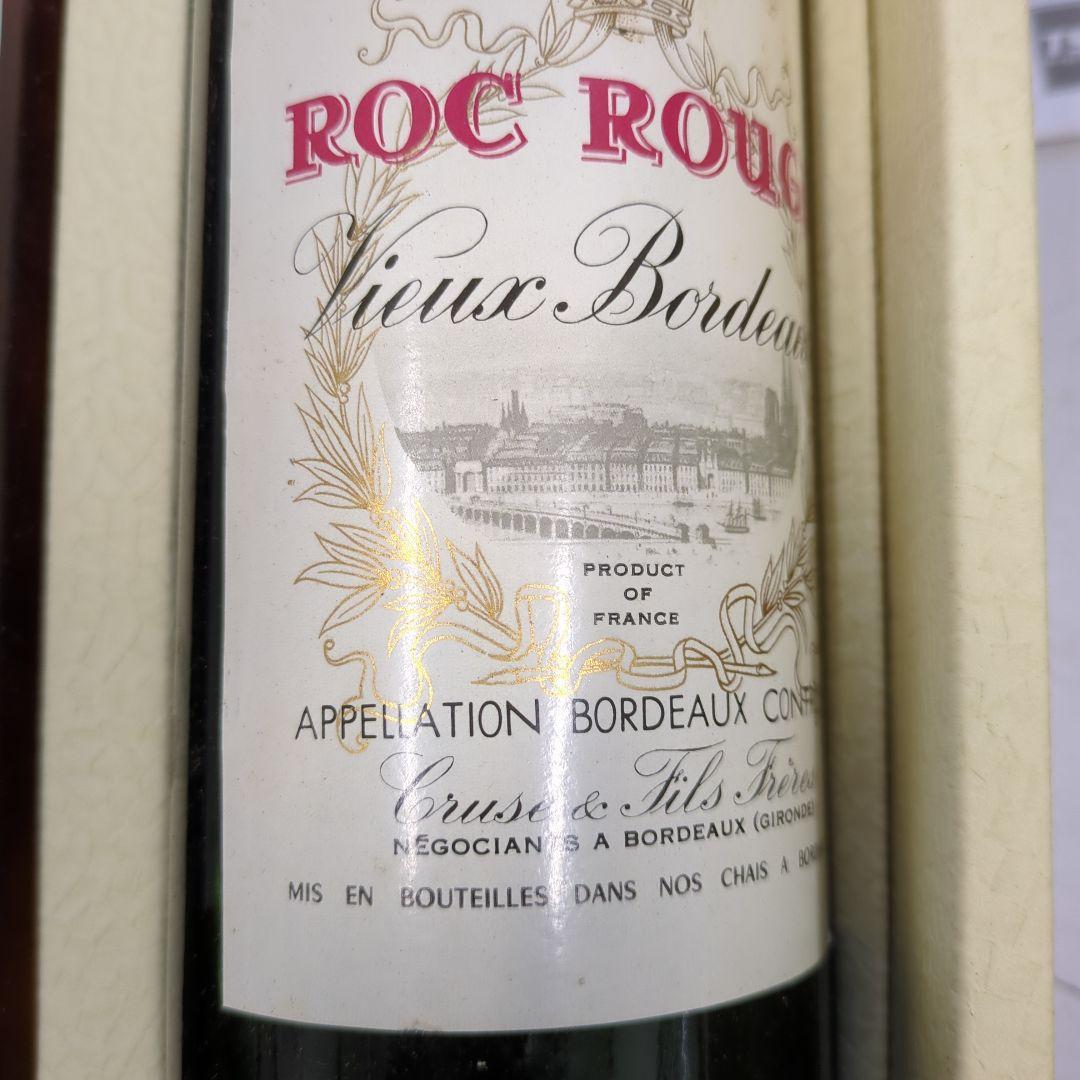 ROC ROUG
Vieux Bordeau
PRODUCT
OF
FRANCE
APPELLATION BORDEAUX CONT
Cruse & Fils Frères
NÉGOCIANTS A BORDEAUX (GIRONDE)
MIS EN BOUTEILLES DANS NOS CHAIS A BOR